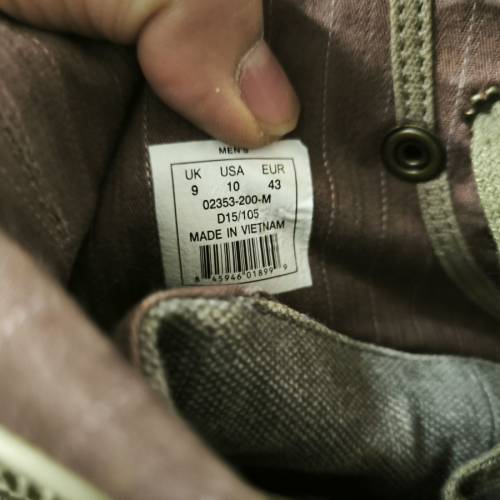 MEN'S
UK USA EUR
9 10 43
02353-200-M
D15/105
MADE IN VIETNAM
8 45946 01899 9